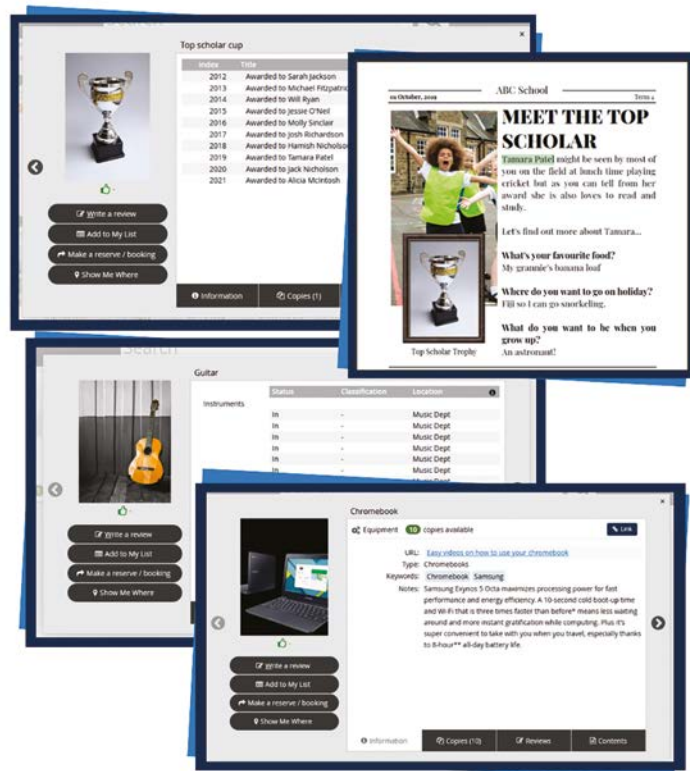 Top scholar cup
Index Title
2012 Awarded to Sarah Jackson
2013 Awarded to Michael Fitzpatric
2014 Awarded to Will Ryan
2015 Awarded to Jessie O'Neil
2016 Awarded to Molly Sinclair
2017 Awarded to Josh Richardson
2018 Awarded to Hamish Nicholson
2019 Awarded to Tamara Patel
2020 Awarded to Jack Nicholson
2021 Awarded to Alicia McIntosh
Write a review
Add to My List
Make a reserve / booking
Show Me Where
Information Copies (1)
ABC School
October, 2019 Term 4
MEET THE TOP
SCHOLAR
Tamara Patel might be seen by most of
you on the field at lunch time playing
cricket but as you can tell from her
award she is also loves to read and
study.
Let's find out more about Tamara...
What's your favourite food?
My grannie's banana loaf
Where do you want to go on holiday?
Fiji so I can go snorkeling.
What do you want to be when you
grow up?
An astronaut!
Top Scholar Trophy
Search
Guitar
Status Classification Location
Instruments
In - Music Dept
In - Music Dept
In - Music Dept
In - Music Dept
In - Music Dept
In - Music Dept
Write a review
Add to My List
Make a reserve / booking
Show Me Where
Chromebook
Equipment 10 copies available Link
URL: Easy videos on how to use your chromebook
Type: Chromebooks
Keywords: Chromebook Samsung
Notes: Samsung Exynos 5 Octa maximizes processing power for fast
performance and energy efficiency. A 10-second cold boot-up time
and Wi-Fi that is three times faster than before* means less waiting
around and more instant gratification while computing. Plus it's
super convenient to take with you when you travel, especially thanks
to 8-hour** all-day battery life.
Write a review
Add to My List
Make a reserve / booking
Show Me Where
Information Copies (10) Reviews Contents